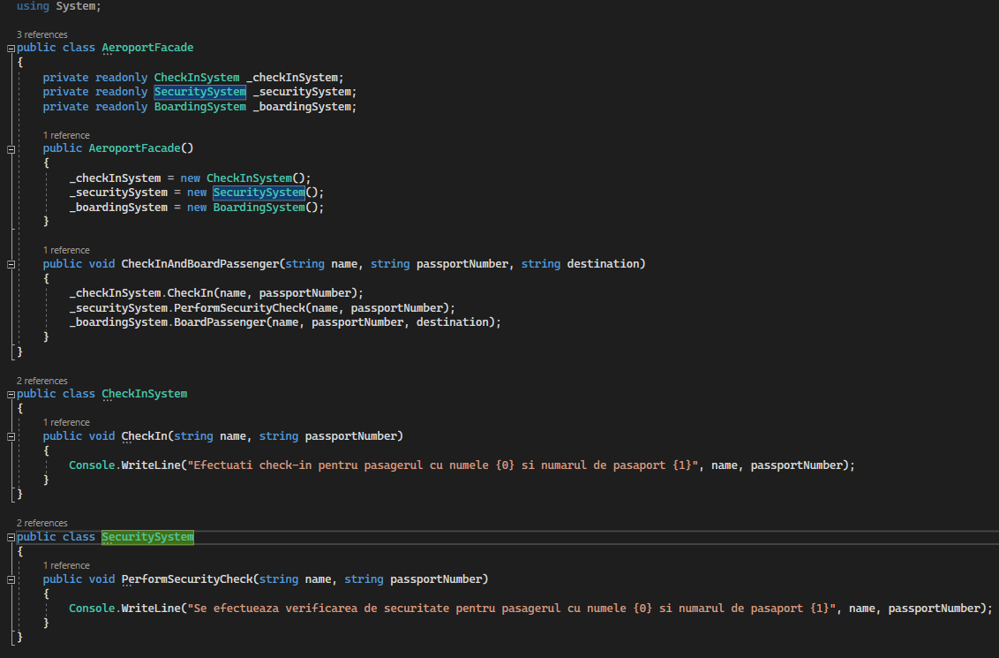 using System;
3 references
public class AeroportFacade
{
private readonly CheckInSystem _checkInSystem;
private readonly SecuritySystem _securitySystem;
private readonly BoardingSystem _boardingSystem;
1 reference
public AeroportFacade()
{
_checkInSystem = new CheckInSystem();
_securitySystem = new SecuritySystem();
_boardingSystem = new BoardingSystem();
}
1 reference
public void CheckInAndBoardPassenger(string name, string passportNumber, string destination)
{
_checkInSystem.CheckIn(name, passportNumber);
_securitySystem.PerformSecurityCheck(name, passportNumber);
_boardingSystem.BoardPassenger(name, passportNumber, destination);
}
}
2 references
public class CheckInSystem
{
1 reference
public void CheckIn(string name, string passportNumber)
{
Console.WriteLine("Efectuati check-in pentru pasagerul cu numele {0} si numarul de pasaport {1}", name, passportNumber);
}
}
2 references
public class SecuritySystem
{
1 reference
public void PerformSecurityCheck(string name, string passportNumber)
{
Console.WriteLine("Se efectueaza verificarea de securitate pentru pasagerul cu numele {0} si numarul de pasaport {1}", name, passportNumber);
}
}